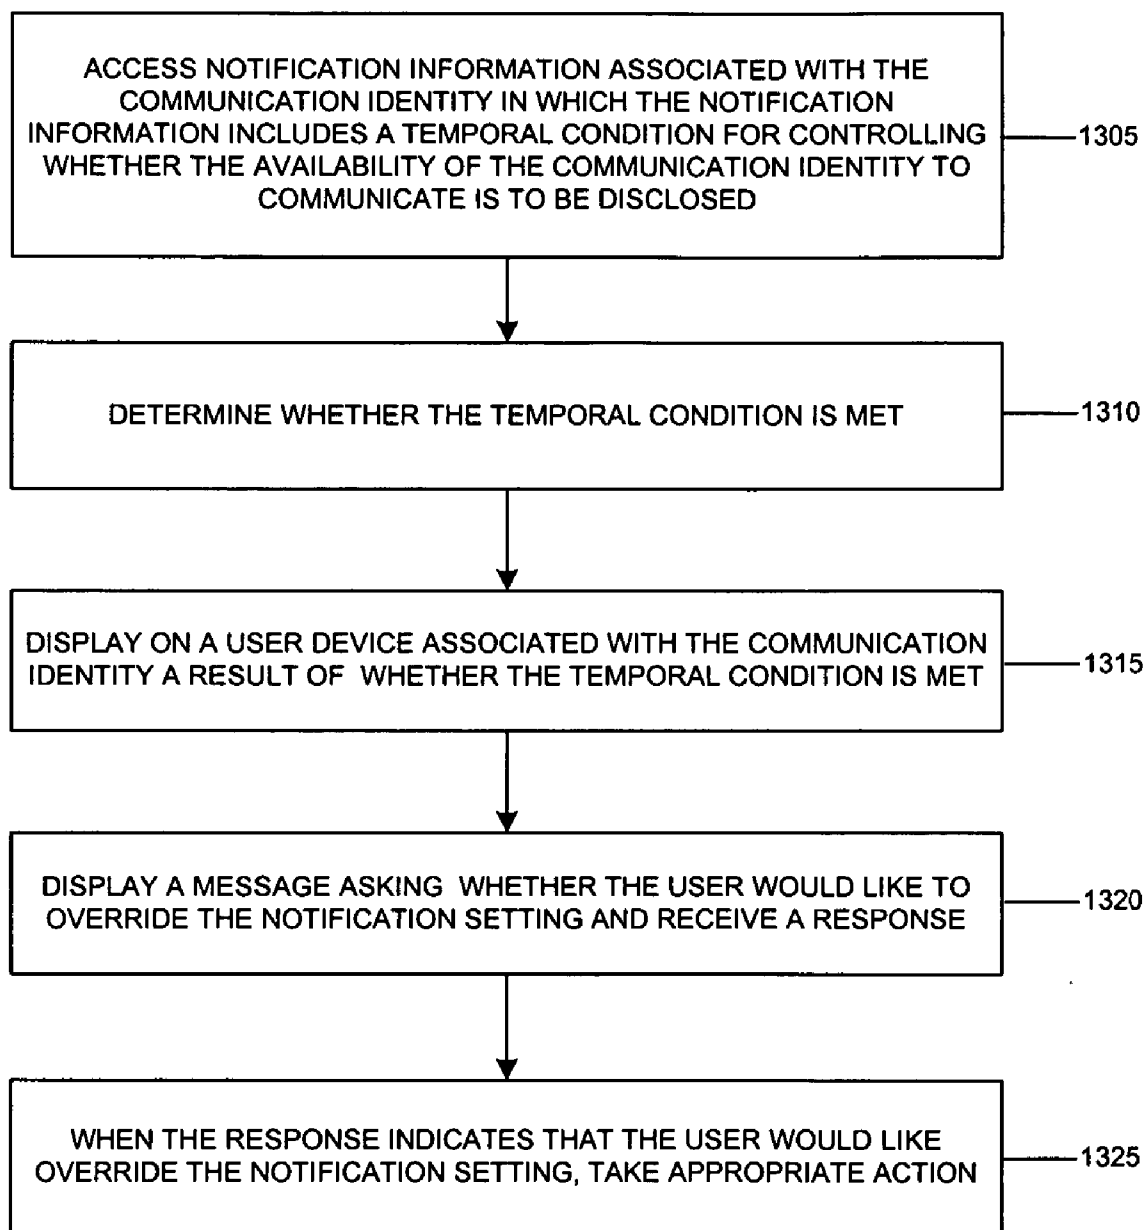 ACCESS NOTIFICATION INFORMATION ASSOCIATED WITH THE
COMMUNICATION IDENTITY IN WHICH THE NOTIFICATION
INFORMATION INCLUDES A TEMPORAL CONDITION FOR CONTROLLING
WHETHER THE AVAILABILITY OF THE COMMUNICATION IDENTITY TO
COMMUNICATE IS TO BE DISCLOSED
1305
DETERMINE WHETHER THE TEMPORAL CONDITION IS MET
1310
DISPLAY ON A USER DEVICE ASSOCIATED WITH THE COMMUNICATION
IDENTITY A RESULT OF WHETHER THE TEMPORAL CONDITION IS MET
1315
DISPLAY A MESSAGE ASKING WHETHER THE USER WOULD LIKE TO
OVERRIDE THE NOTIFICATION SETTING AND RECEIVE A RESPONSE
1320
WHEN THE RESPONSE INDICATES THAT THE USER WOULD LIKE
OVERRIDE THE NOTIFICATION SETTING, TAKE APPROPRIATE ACTION
1325